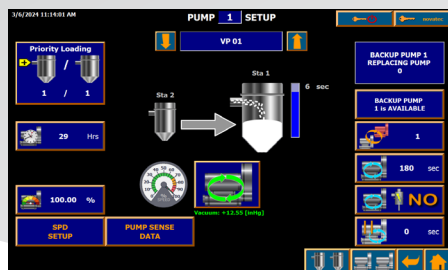 3/6/2024 11:14:01 AM
PUMP 1 SETUP
novatec
VP 01
Priority Loading
/
1 / 1
Sta 1
Sta 2
6 sec
BACKUP PUMP 1
REPLACING PUMP
0
BACKUP PUMP
1 is AVAILABLE
29 Hrs
1
180 sec
100.00 %
Vacuum: +12.55 [inHg]
NO
0 sec
SPD
SETUP
PUMP SENSE
DATA